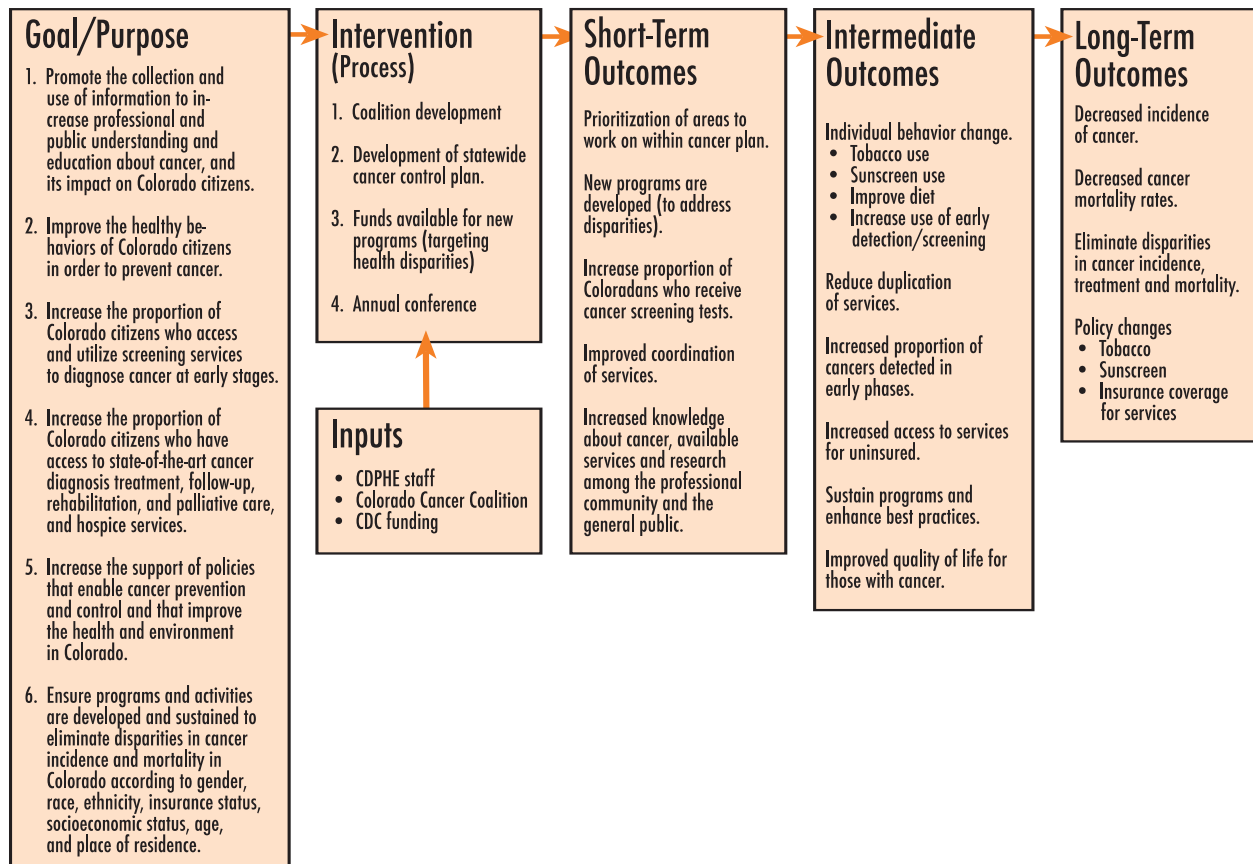 Goal/Purpose
1. Promote the collection and
use of information to in-
crease professional and
public understanding and
education about cancer, and
its impact on Colorado citizens.
2. Improve the healthy be-
haviors of Colorado citizens
in order to prevent cancer.
3. Increase the proportion of
Colorado citizens who access
and utilize screening services
to diagnose cancer at early stages.
4. Increase the proportion of
Colorado citizens who have
access to state-of-the-art cancer
diagnosis treatment, follow-up,
rehabilitation, and palliative care,
and hospice services.
5. Increase the support of policies
that enable cancer prevention
and control and that improve
the health and environment
in Colorado.
6. Ensure programs and activities
are developed and sustained to
eliminate disparities in cancer
incidence and mortality in
Colorado according to gender,
race, ethnicity, insurance status,
socioeconomic status, age,
and place of residence.
Intervention
(Process)
1. Coalition development
2. Development of statewide
cancer control plan.
3. Funds available for new
programs (targeting
health disparities)
4. Annual conference
Inputs
• CDPHE staff
• Colorado Cancer Coalition
• CDC funding
Short-Term
Outcomes
Prioritization of areas to
work on within cancer plan.
New programs are
developed (to address
disparities).
Increase proportion of
Coloradans who receive
cancer screening tests.
Improved coordination
of services.
Increased knowledge
about cancer, available
services and research
among the professional
community and the
general public.
Intermediate
Outcomes
Individual behavior change.
• Tobacco use
• Sunscreen use
• Improve diet
• Increase use of early
detection/screening
Reduce duplication
of services.
Increased proportion of
cancers detected in
early phases.
Increased access to services
for uninsured.
Sustain programs and
enhance best practices.
Improved quality of life for
those with cancer.
Long-Term
Outcomes
Decreased incidence
of cancer.
Decreased cancer
mortality rates.
Eliminate disparities
in cancer incidence,
treatment and mortality.
Policy changes
• Tobacco
• Sunscreen
• Insurance coverage
for services